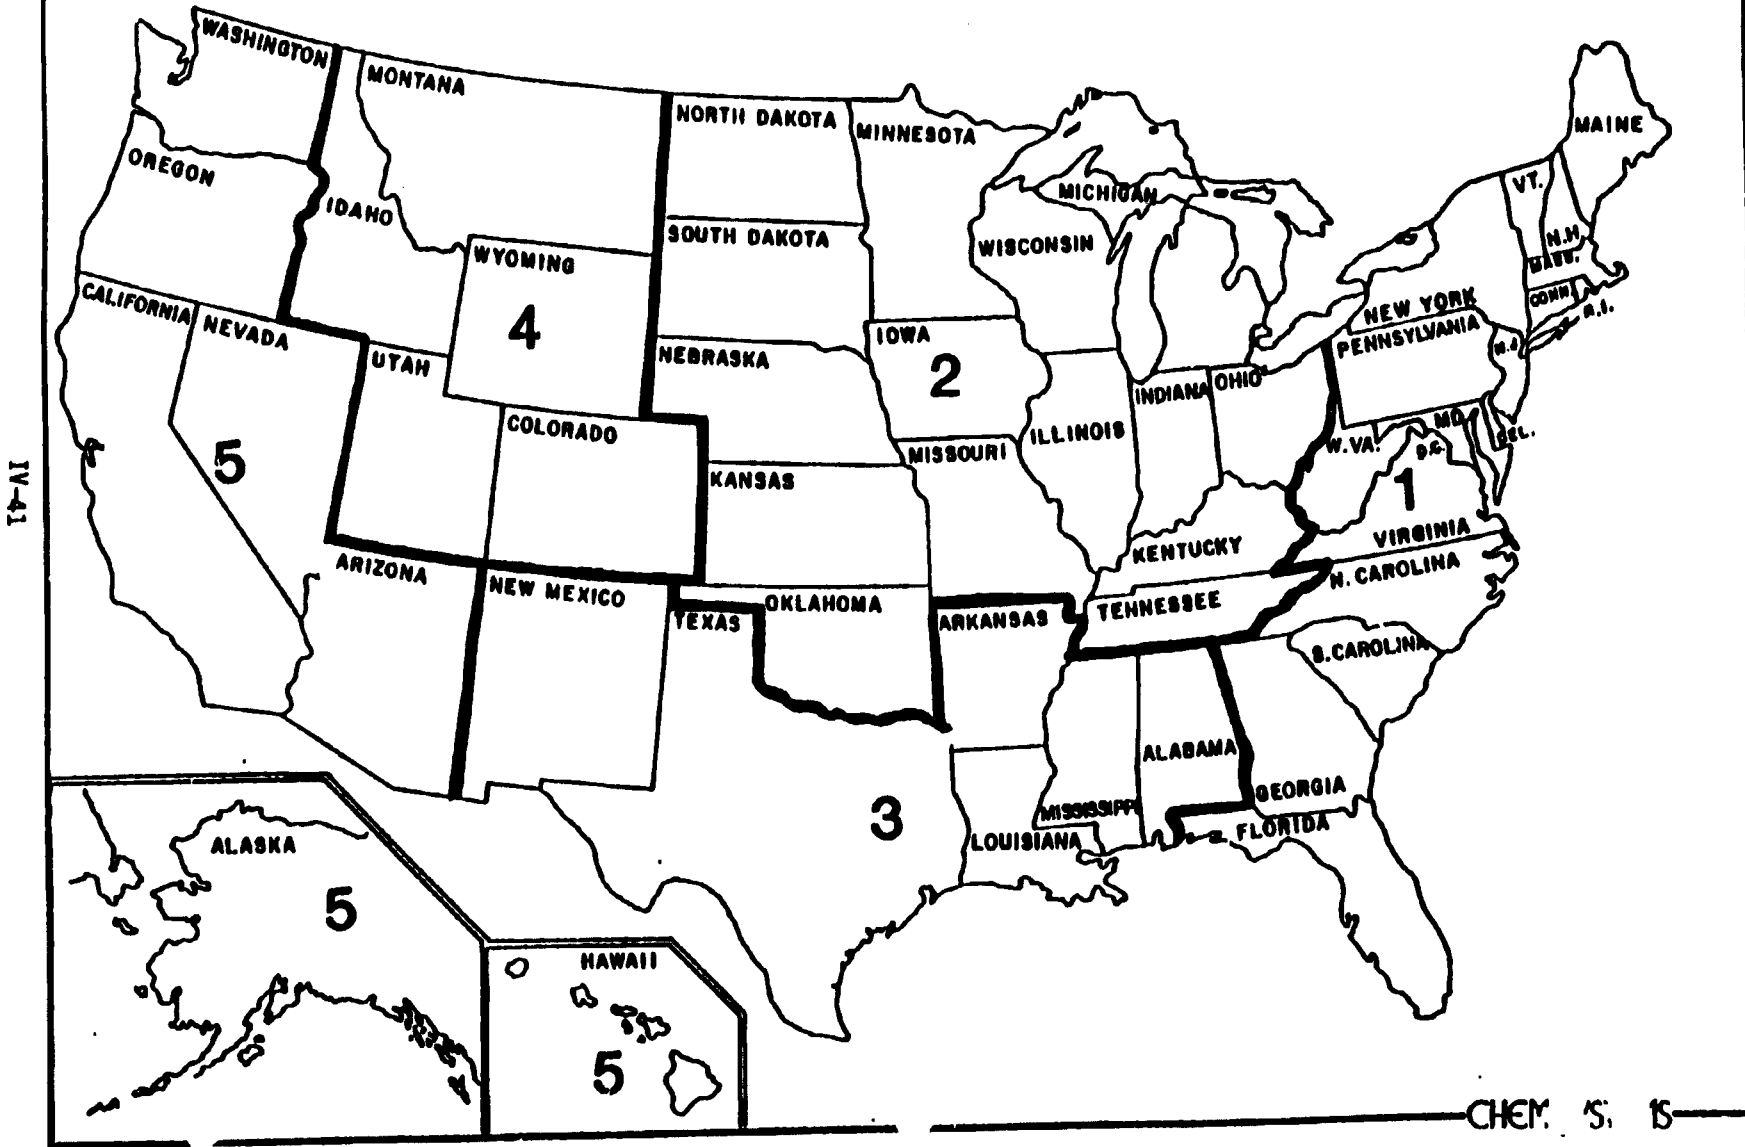 WASHINGTON
MONTANA
NORTH DAKOTA
MINNESOTA
MAINE
OREGON
IDAHO
MICHIGAN
VT.
SOUTH DAKOTA
WISCONSIN
N.H.
MASS.
WYOMING
CALIFORNIA
NEVADA
4
NEW YORK
CONN.
R.I.
UTAH
NEBRASKA
IOWA
2
PENNSYLVANIA
N.J.
INDIANA
OHIO
COLORADO
ILLINOIS
MD.
DEL.
5
MISSOURI
W.VA.
D.C.
KANSAS
1
IV-41
VIRGINIA
KENTUCKY
ARIZONA
NEW MEXICO
N. CAROLINA
OKLAHOMA
TEXAS
ARKANSAS
TENNESSEE
S.CAROLINA
ALABAMA
GEORGIA
3
MISSISSIPPI
FLORIDA
LOUISIANA
ALASKA
5
HAWAII
5
CHEM.